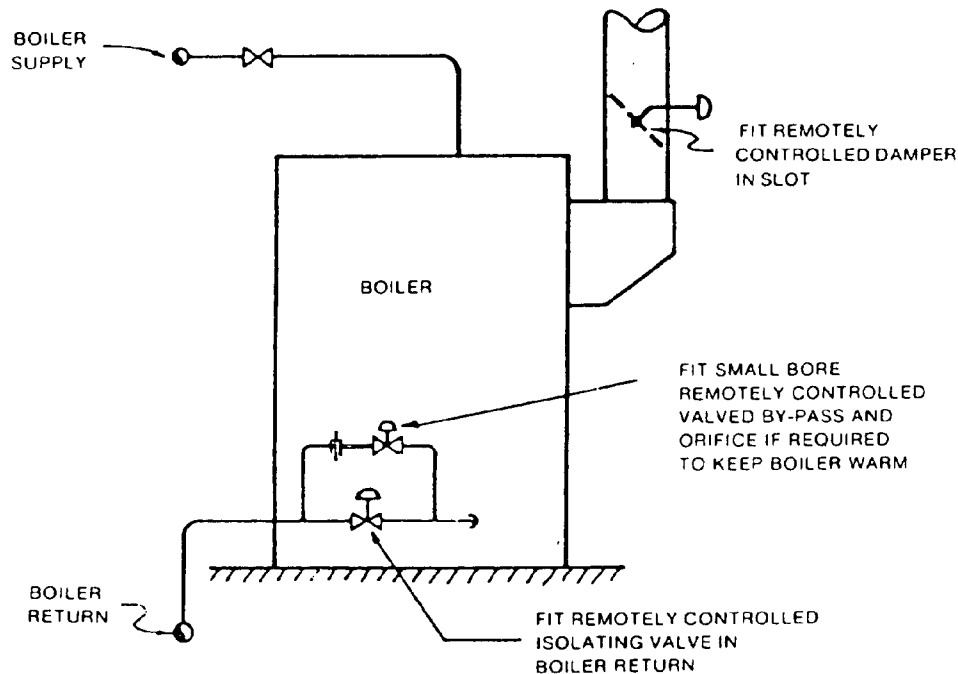 BOILER
SUPPLY
FIT REMOTELY
CONTROLLED DAMPER
IN SLOT
BOILER
FIT SMALL BORE
REMOTELY CONTROLLED
VALVED BY-PASS AND
ORIFICE IF REQUIRED
TO KEEP BOILER WARM
BOILER
RETURN
FIT REMOTELY CONTROLLED
ISOLATING VALVE IN
BOILER RETURN